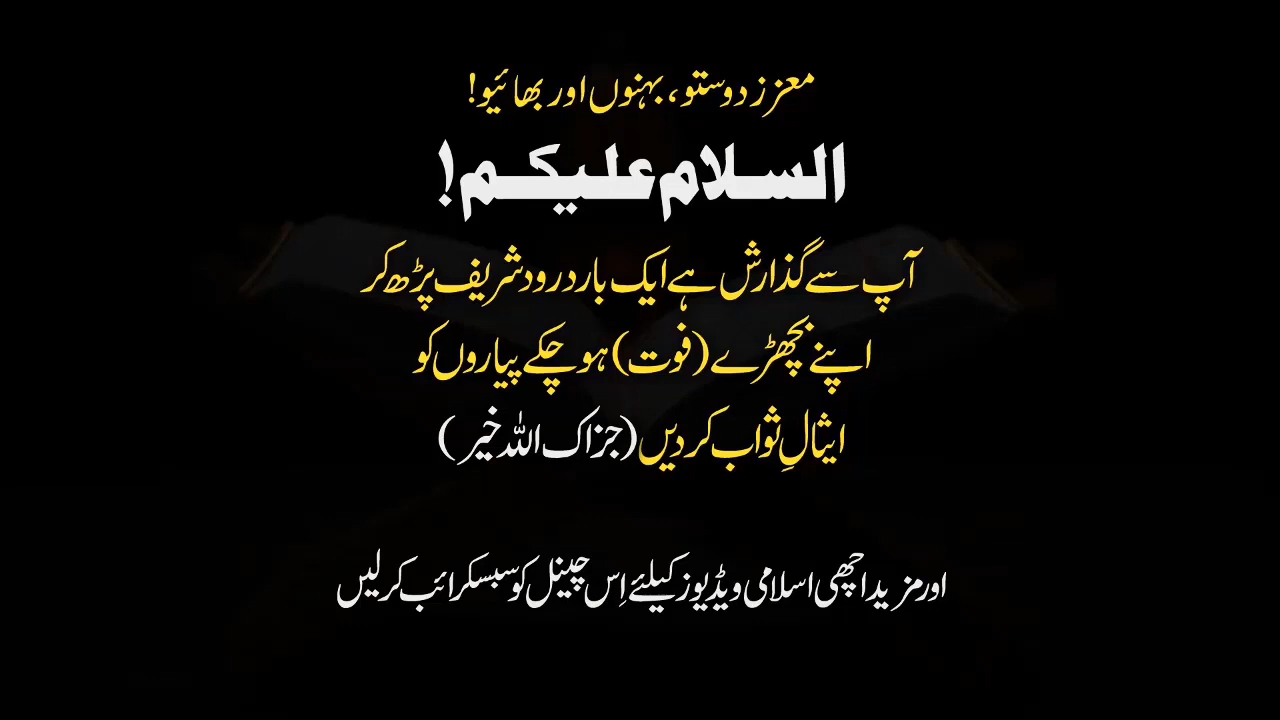 معزز دوستو، بہنوں اور بھائیو!
السلام علیکم!
آپ سے گذارش ہے ایک بار درود شریف پڑھ کر
اپنے بچھڑے (فوت) ہو چکے پیاروں کو
ایثالِ ثواب کر دیں (جزاک اللہ خیر)
اور مزید اچھی اسلامی ویڈیوز کیلئے اِس چینل کو سبسکرائب کر لیں